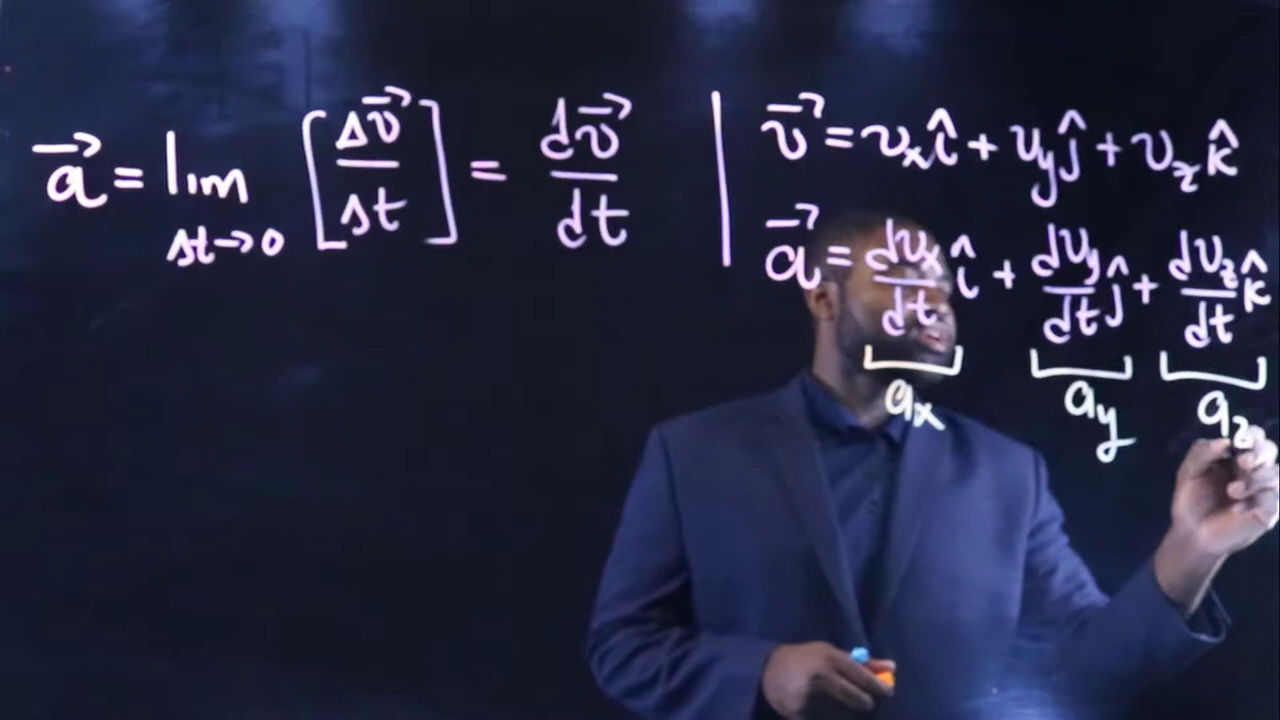 a⃗ = lim Δt→0 [Δv⃗/Δt] = dv⃗/dt
v⃗ = vₓî + v_yĵ + v_zk̂
a⃗ = dvₓ/dt î + dv_y/dt ĵ + dv_z/dt k̂
aₓ a_y a_z